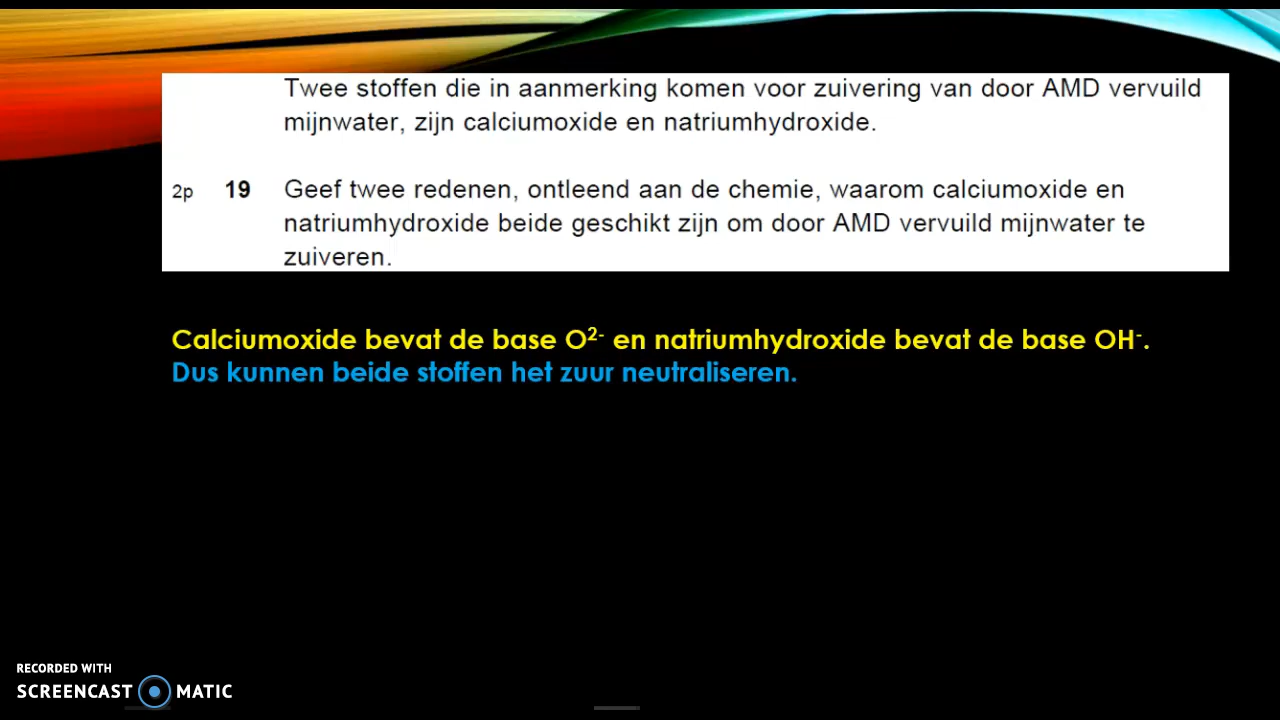 Twee stoffen die in aanmerking komen voor zuivering van door AMD vervuild
mijnwater, zijn calciumoxide en natriumhydroxide.
2p 19 Geef twee redenen, ontleend aan de chemie, waarom calciumoxide en
natriumhydroxide beide geschikt zijn om door AMD vervuild mijnwater te
zuiveren.
Calciumoxide bevat de base O²⁻ en natriumhydroxide bevat de base OH⁻.
Dus kunnen beide stoffen het zuur neutraliseren.
RECORDED WITH
SCREENCAST MATIC